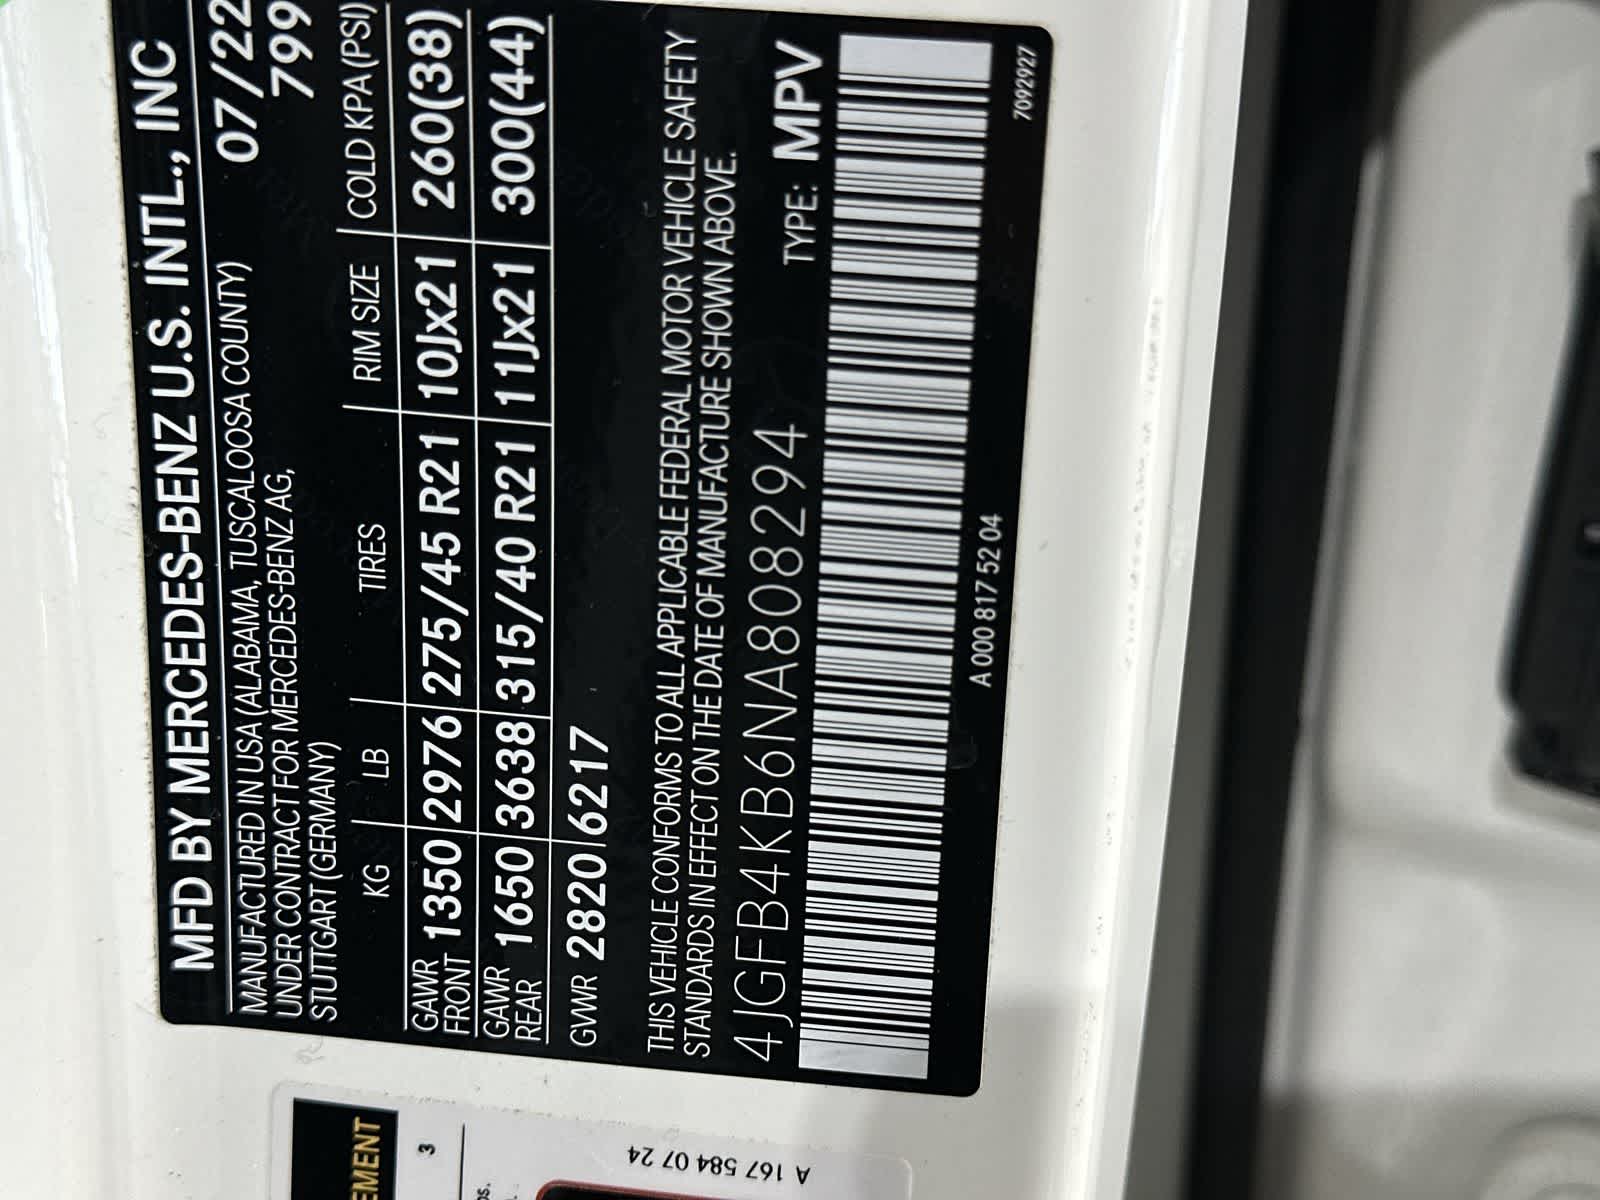 MFD BY MERCEDES-BENZ U.S. INTL., INC
MANUFACTURED IN USA (ALABAMA, TUSCALOOSA COUNTY) 07/22
UNDER CONTRACT FOR MERCEDES-BENZ AG, 799
STUTTGART (GERMANY)
KG LB TIRES RIM SIZE COLD KPA (PSI)
GAWR FRONT 1350 2976 275/45 R21 10Jx21 260(38)
GAWR REAR 1650 3638 315/40 R21 11Jx21 300(44)
GVWR 2820 6217
THIS VEHICLE CONFORMS TO ALL APPLICABLE FEDERAL MOTOR VEHICLE SAFETY
STANDARDS IN EFFECT ON THE DATE OF MANUFACTURE SHOWN ABOVE.
4JGFB4KB6NA808294 TYPE: MPV
A 000 817 52 04
7092927
EMENT
3
A 167 584 07 24